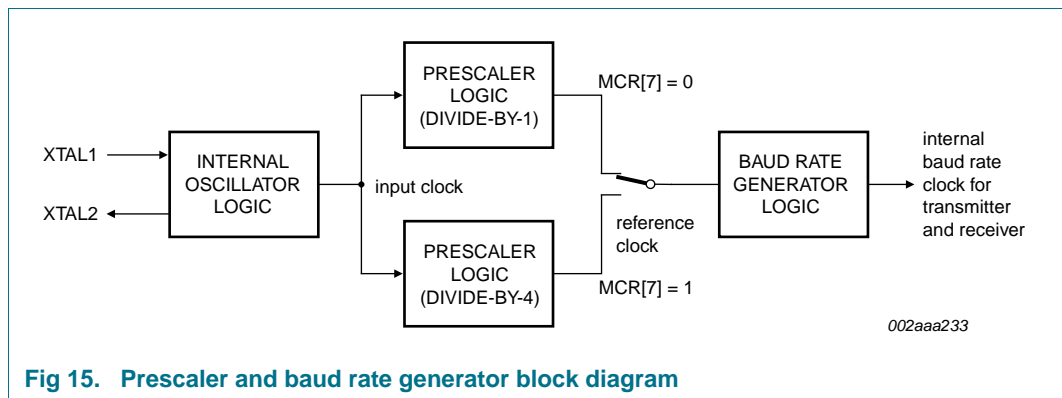 XTAL1
XTAL2
INTERNAL
OSCILLATOR
LOGIC
input clock
PRESCALER
LOGIC
(DIVIDE-BY-1)
MCR[7] = 0
PRESCALER
LOGIC
(DIVIDE-BY-4)
MCR[7] = 1
reference
clock
BAUD RATE
GENERATOR
LOGIC
internal
baud rate
clock for
transmitter
and receiver
002aaa233
Fig 15. Prescaler and baud rate generator block diagram